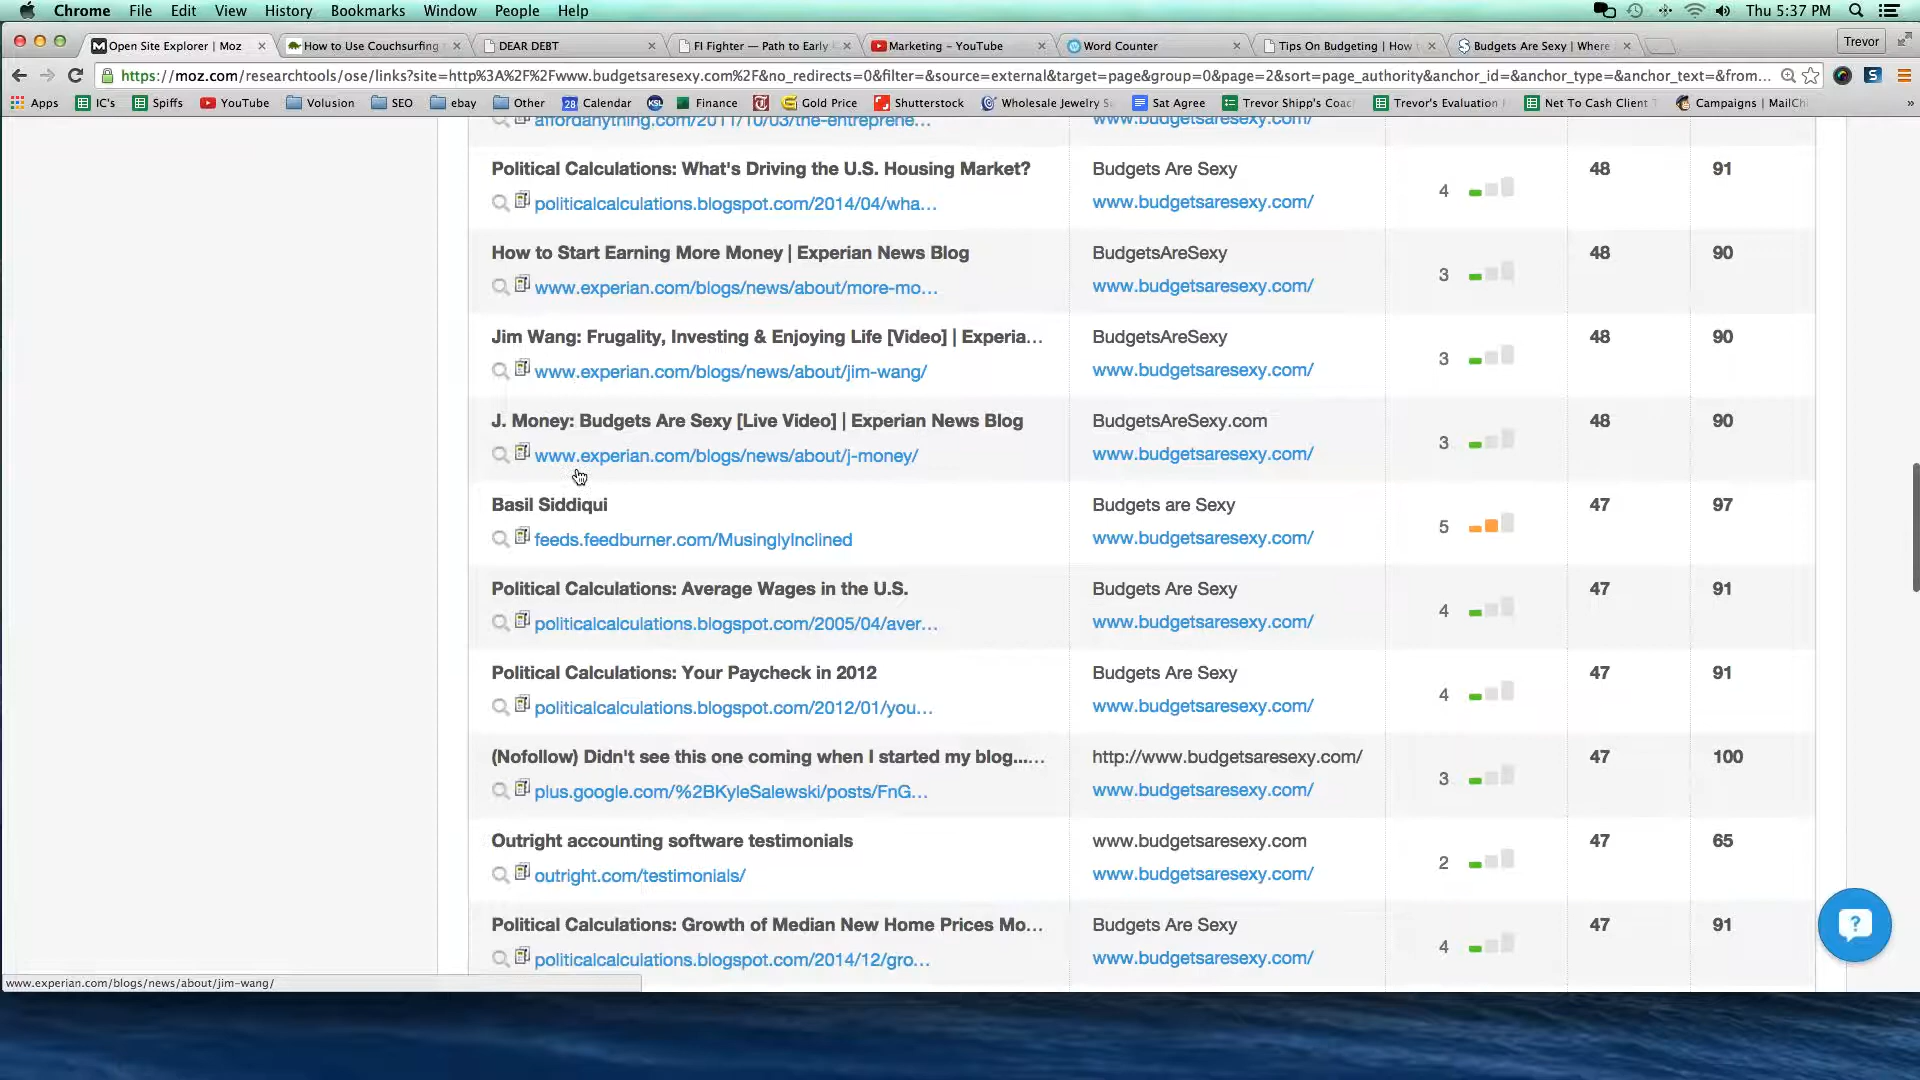 Chrome File Edit View History Bookmarks Window People Help Thu 5:37 PM
Open Site Explorer | Moz How to Use Couchsurfing DEAR DEBT FI Fighter — Path to Early Marketing - YouTube Word Counter Tips On Budgeting | How Budgets Are Sexy | Where Trevor
https://moz.com/researchtools/ose/links?site=http%3A%2F%2Fwww.budgetsaresexy.com%2F&no_redirects=0&filter=&source=external&target=page&group=0&page=2&sort=page_authority&anchor_id=&anchor_type=&anchor_text=&from...
Apps IC's Spiffs YouTube Volusion SEO ebay Other 28 Calendar KSL Finance Gold Price Shutterstock Wholesale Jewelry Sat Agree Trevor Shipp's Coac Trevor's Evaluation Net To Cash Client Campaigns | MailCh »
affordanything.com/2011/10/03/the-entreprene... www.budgetsaresexy.com/
Political Calculations: What's Driving the U.S. Housing Market? Budgets Are Sexy 48 91
politicalcalculations.blogspot.com/2014/04/wha... www.budgetsaresexy.com/ 4
How to Start Earning More Money | Experian News Blog BudgetsAreSexy 48 90
www.experian.com/blogs/news/about/more-mo... www.budgetsaresexy.com/ 3
Jim Wang: Frugality, Investing & Enjoying Life [Video] | Experia... BudgetsAreSexy 48 90
www.experian.com/blogs/news/about/jim-wang/ www.budgetsaresexy.com/ 3
J. Money: Budgets Are Sexy [Live Video] | Experian News Blog BudgetsAreSexy.com 48 90
www.experian.com/blogs/news/about/j-money/ www.budgetsaresexy.com/ 3
Basil Siddiqui Budgets are Sexy 47 97
feeds.feedburner.com/MusinglyInclined www.budgetsaresexy.com/ 5
Political Calculations: Average Wages in the U.S. Budgets Are Sexy 47 91
politicalcalculations.blogspot.com/2005/04/aver... www.budgetsaresexy.com/ 4
Political Calculations: Your Paycheck in 2012 Budgets Are Sexy 47 91
politicalcalculations.blogspot.com/2012/01/you... www.budgetsaresexy.com/ 4
(Nofollow) Didn't see this one coming when I started my blog...... http://www.budgetsaresexy.com/ 47 100
plus.google.com/%2BKyleSalewski/posts/FnG... www.budgetsaresexy.com/ 3
Outright accounting software testimonials www.budgetsaresexy.com 47 65
outright.com/testimonials/ www.budgetsaresexy.com/ 2
Political Calculations: Growth of Median New Home Prices Mo... Budgets Are Sexy 47 91
politicalcalculations.blogspot.com/2014/12/gro... www.budgetsaresexy.com/ 4
www.experian.com/blogs/news/about/jim-wang/